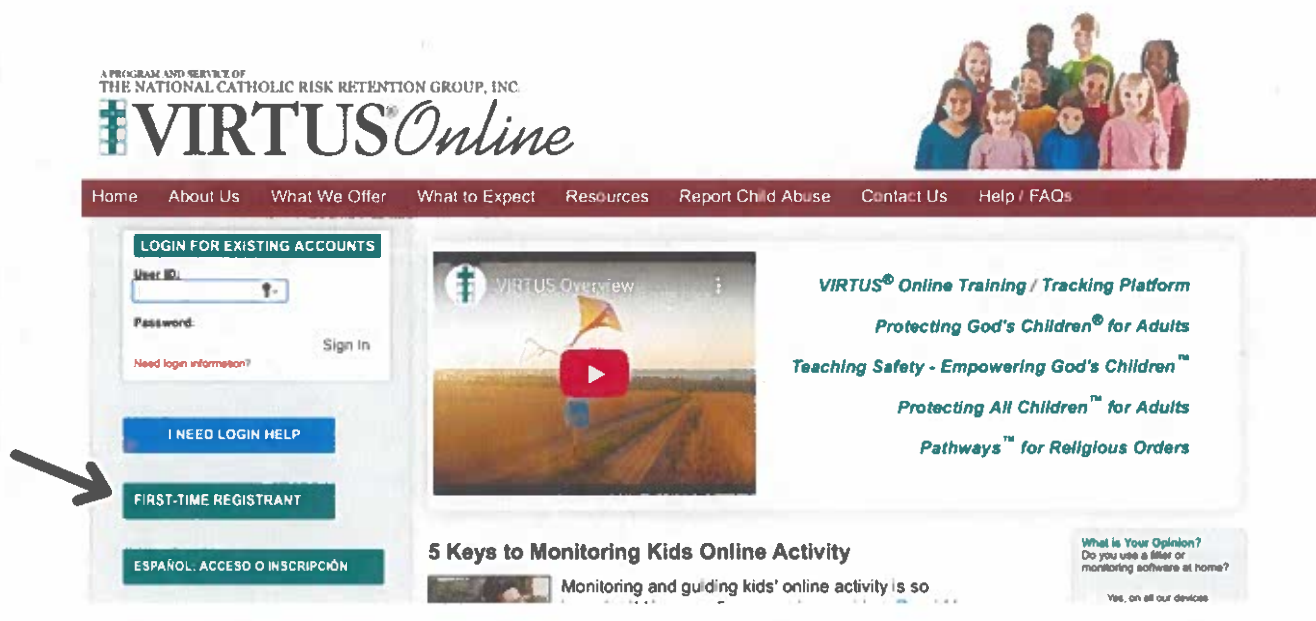 A PROGRAM AND SERVICE OF
THE NATIONAL CATHOLIC RISK RETENTION GROUP, INC.
VIRTUS® Online
Home About Us What We Offer What to Expect Resources Report Child Abuse Contact Us Help / FAQs
LOGIN FOR EXISTING ACCOUNTS
User ID:
Password:
Sign In
Need login information?
I NEED LOGIN HELP
FIRST-TIME REGISTRANT
ESPAÑOL: ACCESO O INSCRIPCIÓN
VIRTUS Overview
VIRTUS® Online Training / Tracking Platform
Protecting God's Children® for Adults
Teaching Safety - Empowering God's Children™
Protecting All Children™ for Adults
Pathways™ for Religious Orders
5 Keys to Monitoring Kids Online Activity
Monitoring and guiding kids' online activity is so
What is Your Opinion?
Do you use a filter or
monitoring software at home?
Yes, on all our devices